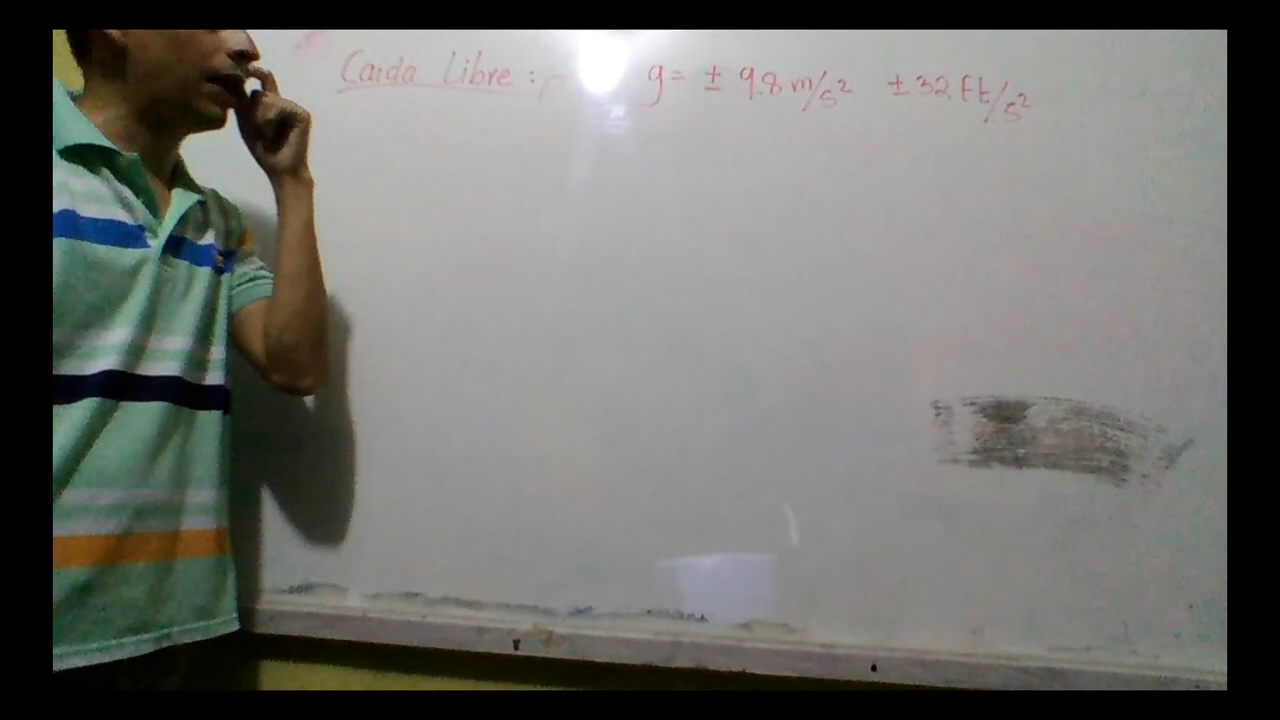 Caida Libre : g = ± 9.8 m/s² ± 32 ft/s²